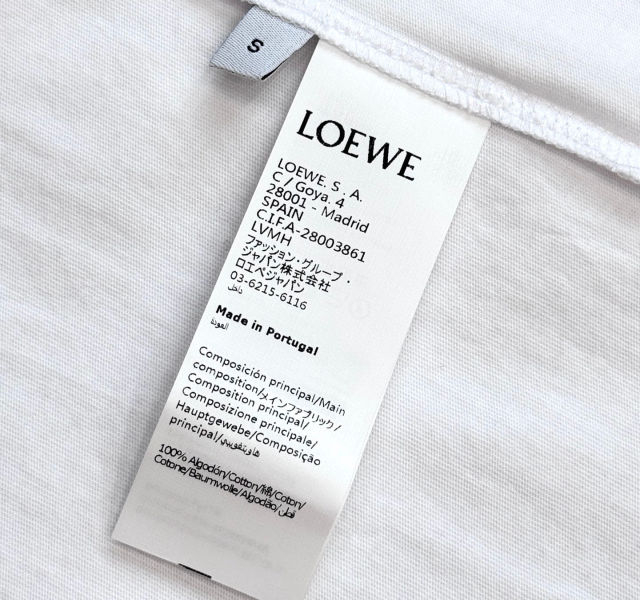 S
LOEWE
LOEWE. S . A.
C / Goya. 4
28001 - Madrid
SPAIN
C.I.F.A-28003861
LVMH
ファッション・グループ・
ジャパン株式会社
ロエベジャパン
03-6215-6116
Made in Portugal
Composición principal/Main
composition/メインファブリック/
Composition principal/
Composizione principale/
Hauptgewebe/Composição
principal/
100% Algodón/Cotton/綿/Coton/
Cotone/Baumwolle/Algodão/قطن